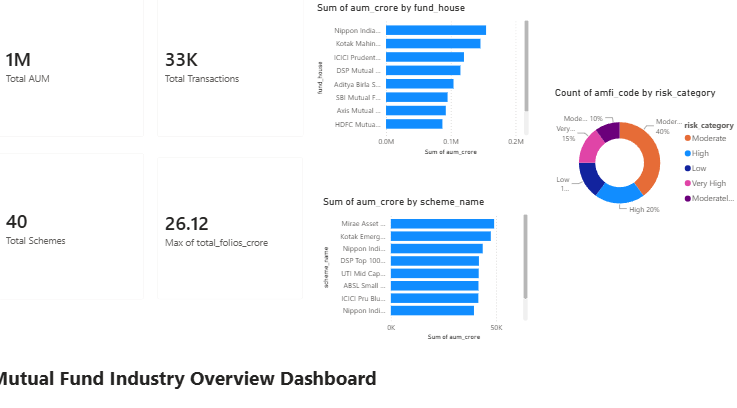 1M
Total AUM
33K
Total Transactions
40
Total Schemes
26.12
Max of total_folios_crore
Sum of aum_crore by fund_house
fund_house
Nippon India...
Kotak Mahin...
ICICI Prudent...
DSP Mutual ...
Aditya Birla S...
SBI Mutual F...
Axis Mutual ...
HDFC Mutua...
0.0M 0.1M 0.2M
Sum of aum_crore
Sum of aum_crore by scheme_name
scheme_name
Mirae Asset ...
Kotak Emerg...
Nippon Indi...
DSP Top 100...
UTI Mid Cap...
ABSL Small ...
ICICI Pru Blu...
Nippon Indi...
0K 50K
Sum of aum_crore
Count of amfi_code by risk_category
Mode... 10%
Very...
15%
Low
1...
High 20%
Moder...
40%
risk_category
Moderate
High
Low
Very High
Moderatel...
Mutual Fund Industry Overview Dashboard